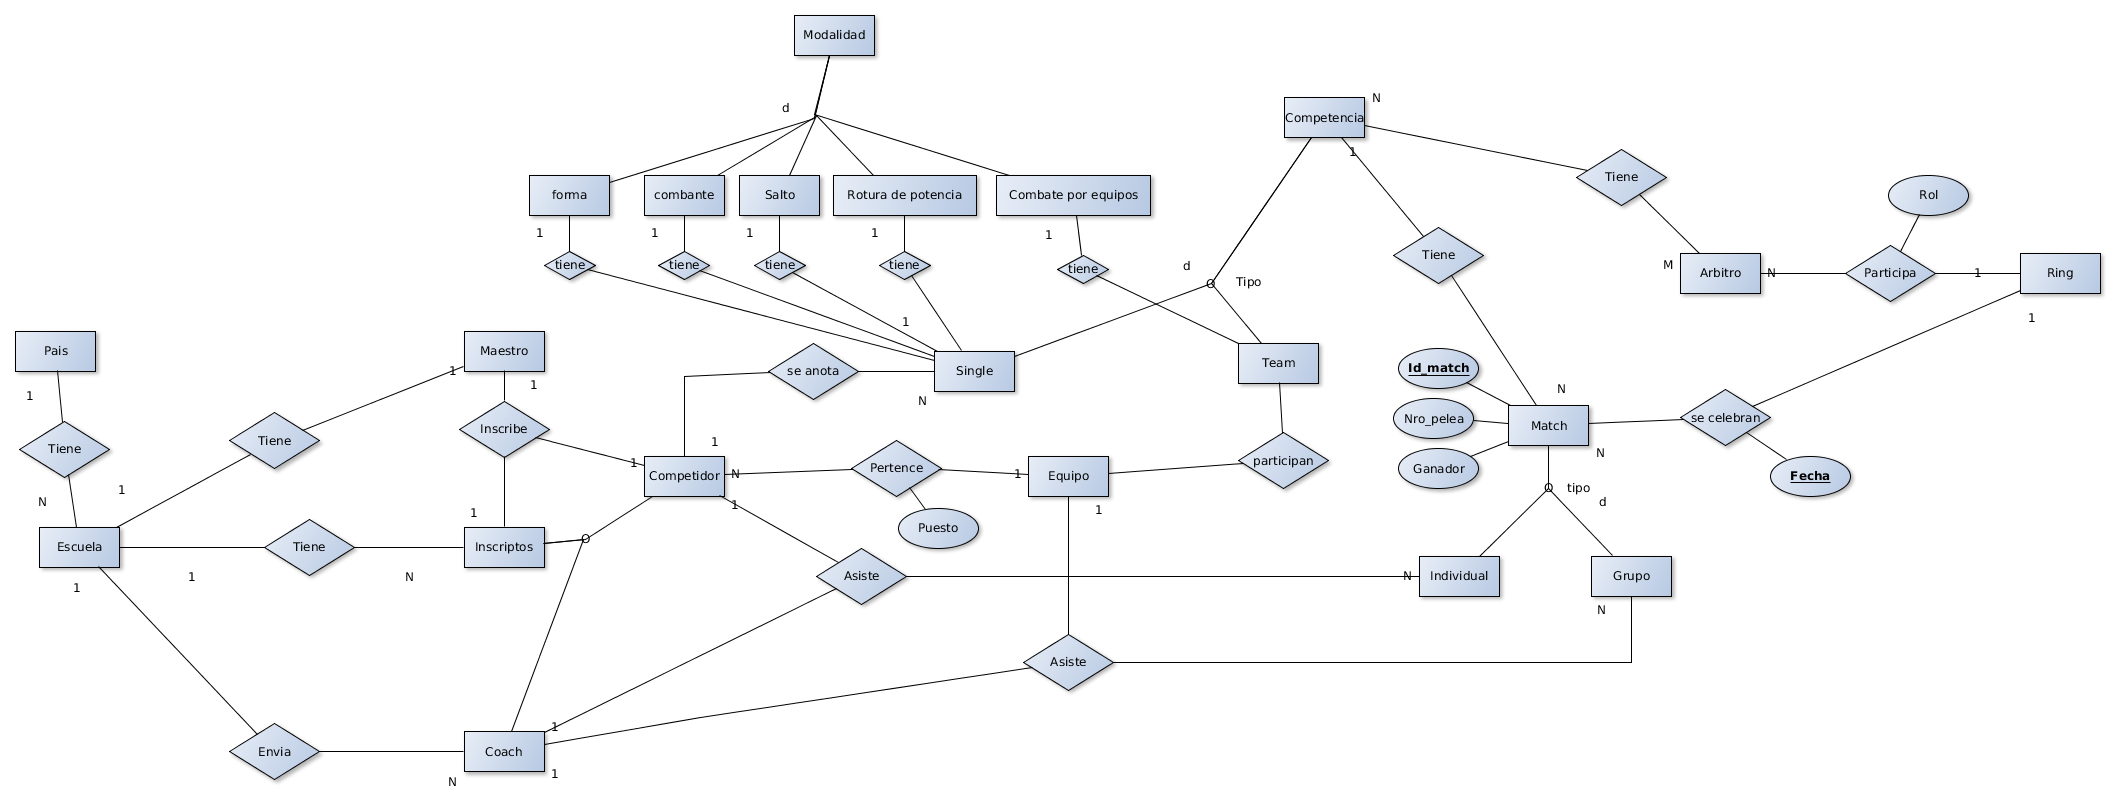 Modalidad
d
Competencia
N
1
forma
combante
Salto
Rotura de potencia
Combate por equipos
Tiene
Rol
1
1
1
1
1
tiene
tiene
tiene
tiene
tiene
d
O
Tipo
Tiene
M
Arbitro
N
Participa
1
Ring
1
Pais
1
Maestro
1
1
se anota
1
Single
N
Team
Id_match
Nro_pelea
Ganador
N
Match
N
se celebran
Fecha
Tiene
N
Tiene
1
Inscribe
1
1
Competidor
N
1
Pertence
Puesto
1
Equipo
1
participan
O
tipo
d
Escuela
1
1
Tiene
N
1
Inscriptos
O
Asiste
N
Individual
Grupo
N
Asiste
Envia
N
Coach
1
1